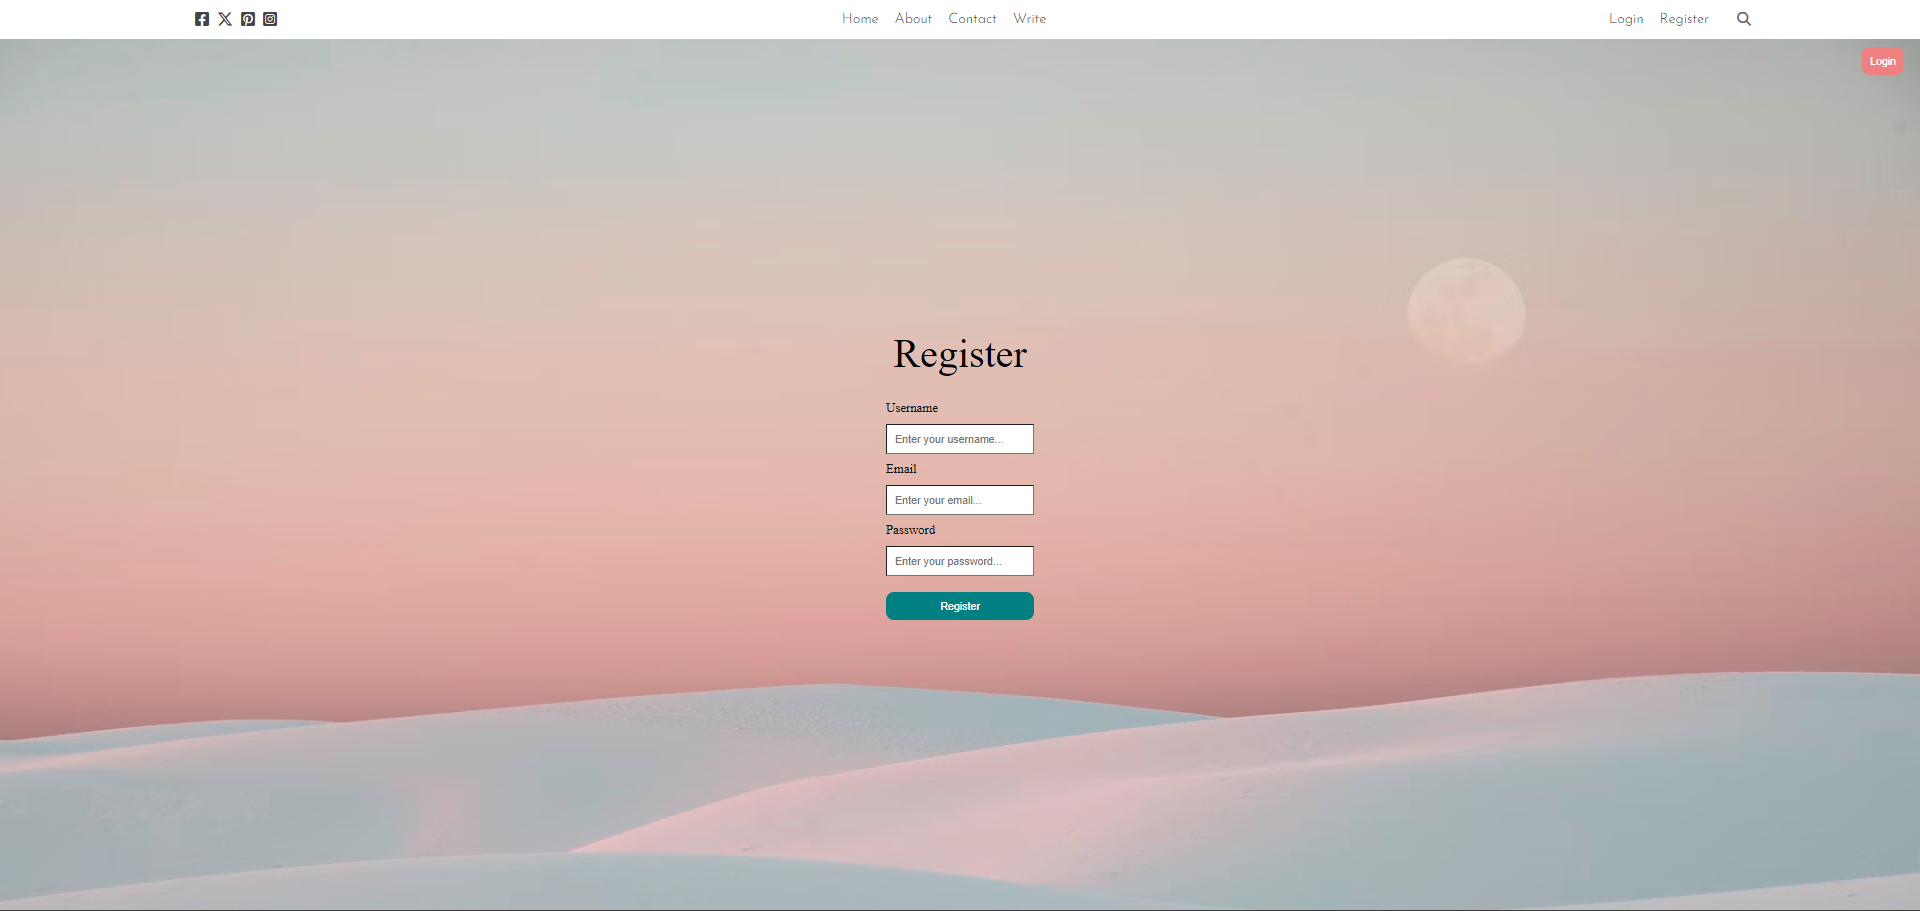 Home About Contact Write
Login Register
Login
Register
Username
Enter your username...
Email
Enter your email...
Password
Enter your password...
Register